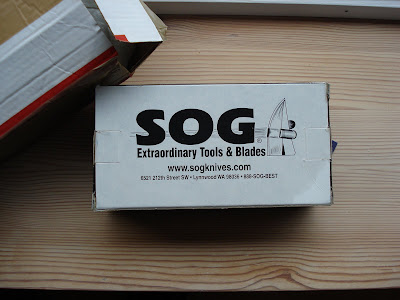 SOG®
Extraordinary Tools & Blades
www.sogknives.com
6521-212th Street SW • Lynnwood WA 98036 • 888-SOG-BEST